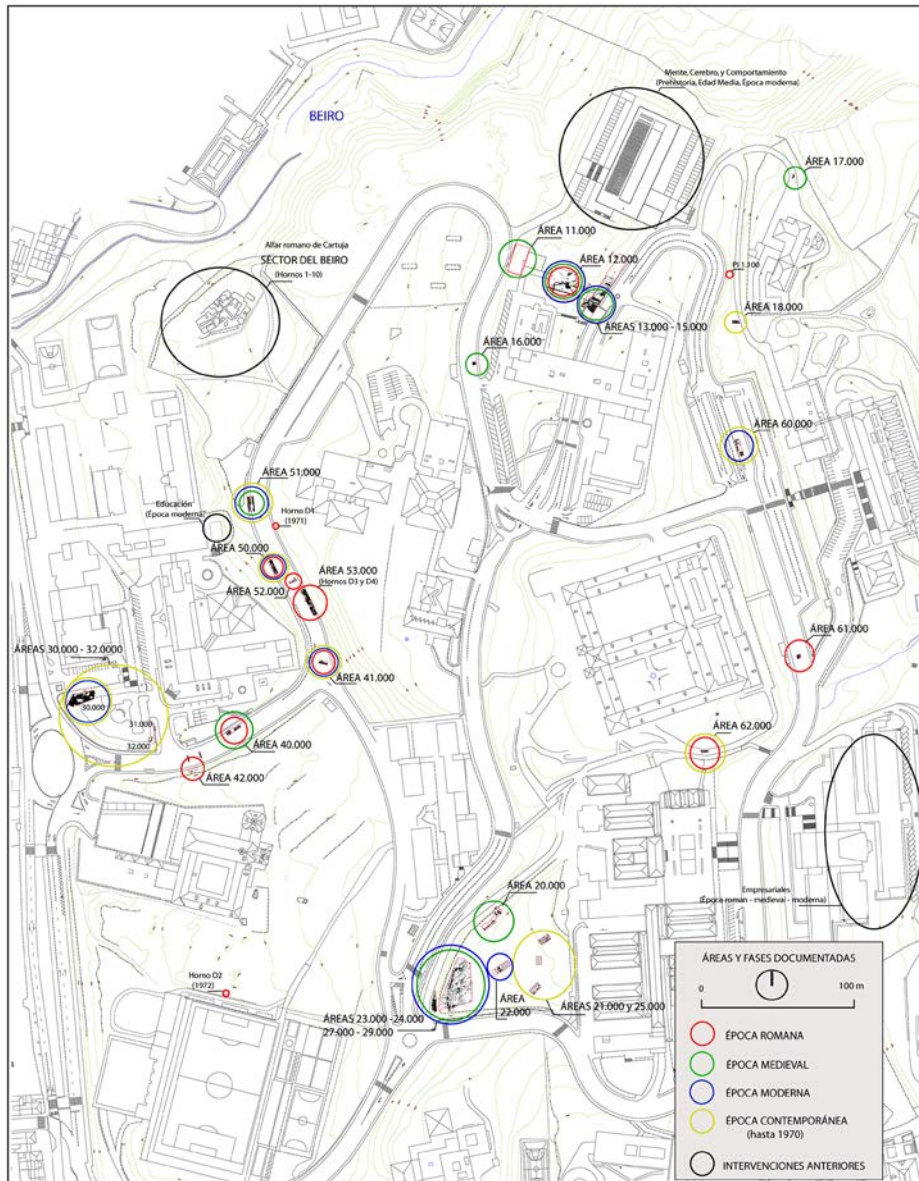 Mente, Cerebro, y Comportamiento
(Prehistoria, Edad Media, Época moderna)
BEIRO
ÁREA 17.000
ÁREA 11.000
Alfar romano de Cartuja
SECTOR DEL BEIRO
(Hornos 1-10)
ÁREA 12.000
PI 1.100
ÁREA 18.000
ÁREAS 13.000 - 15.000
ÁREA 16.000
ÁREA 60.000
ÁREA 51.000
Educación
(Época moderna)
Horno D1
(1971)
ÁREA 50.000
ÁREA 53.000
(Hornos D3 y D4)
ÁREA 52.000
ÁREA 61.000
ÁREAS 30.000 - 32.0000
ÁREA 41.000
30.000
31.000
32.000
ÁREA 62.000
ÁREA 40.000
ÁREA 42.000
ÁREA 20.000
Empresariales
(Época román - medieval - moderna)
Horno D2
(1972)
ÁREAS 23.000 -24.000
27.000 - 29.000
ÁREA
22.000
ÁREAS 21.000 y 25.000
ÁREAS Y FASES DOCUMENTADAS
0
100 m
ÉPOCA ROMANA
ÉPOCA MEDIEVAL
ÉPOCA MODERNA
ÉPOCA CONTEMPORÁNEA
(hasta 1970)
INTERVENCIONES ANTERIORES